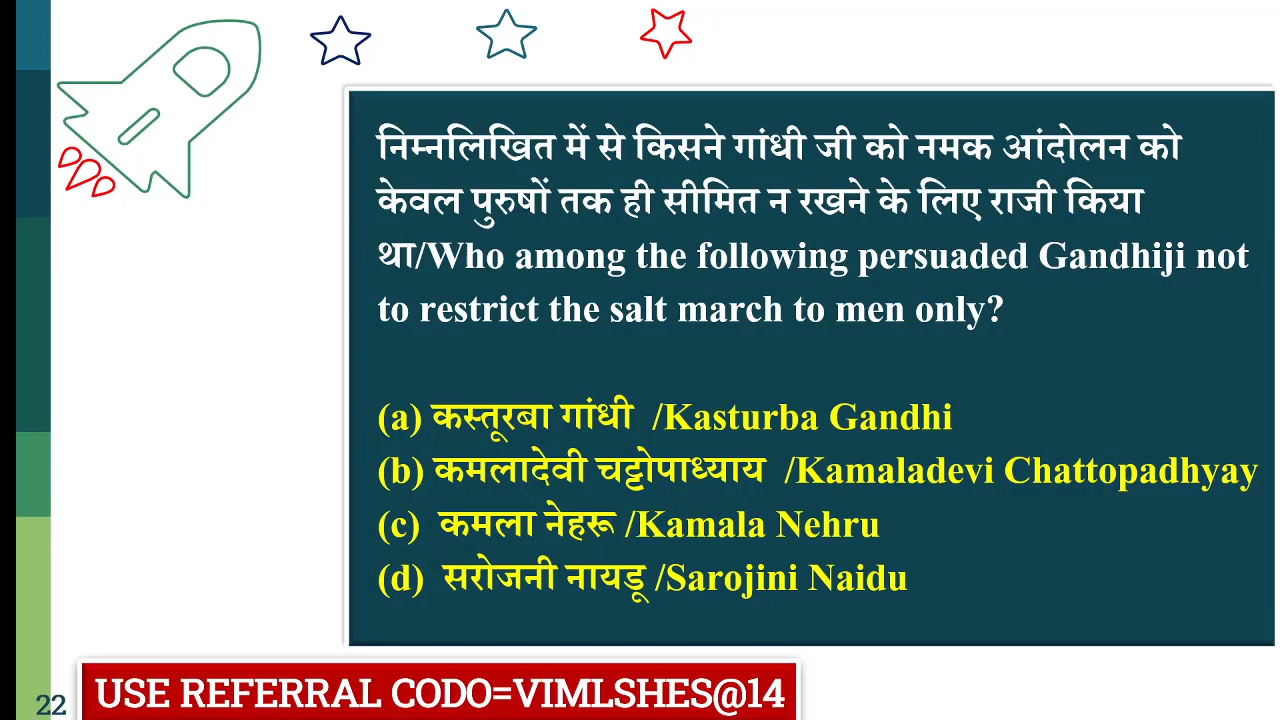 निम्नलिखित में से किसने गांधी जी को नमक आंदोलन को
केवल पुरुषों तक ही सीमित न रखने के लिए राजी किया
था/Who among the following persuaded Gandhiji not
to restrict the salt march to men only?
(a) कस्तूरबा गांधी /Kasturba Gandhi
(b) कमलादेवी चट्टोपाध्याय /Kamaladevi Chattopadhyay
(c) कमला नेहरू /Kamala Nehru
(d) सरोजनी नायडू /Sarojini Naidu
22
USE REFERRAL CODO=VIMLSHES@14